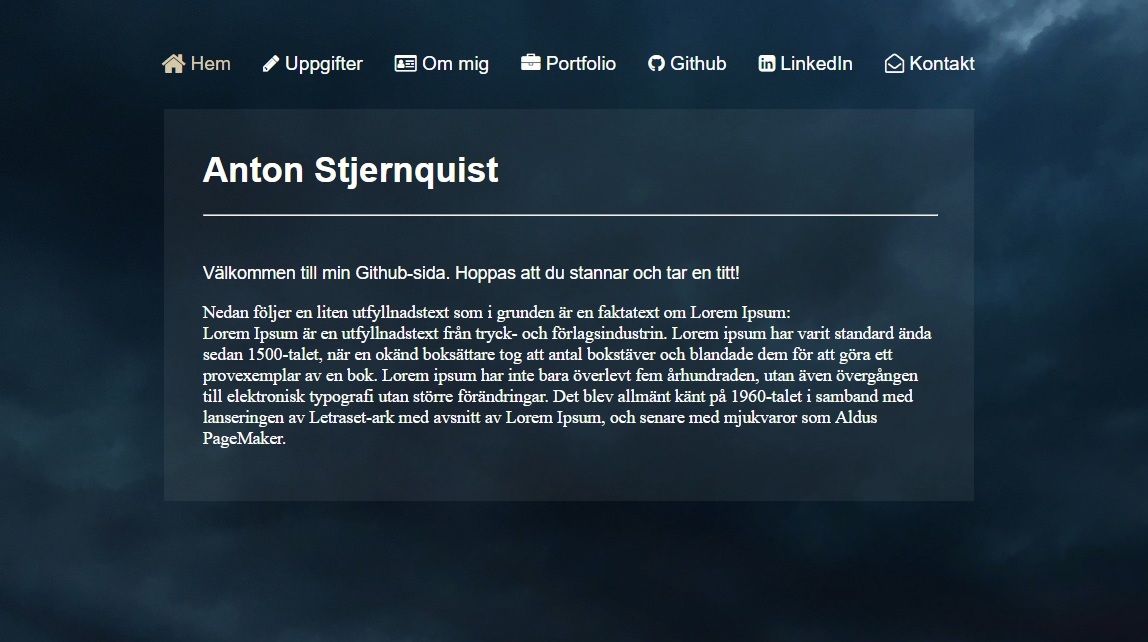 Hem Uppgifter Om mig Portfolio Github LinkedIn Kontakt
Anton Stjernquist
Välkommen till min Github-sida. Hoppas att du stannar och tar en titt!
Nedan följer en liten utfyllnadstext som i grunden är en faktatext om Lorem Ipsum:
Lorem Ipsum är en utfyllnadstext från tryck- och förlagsindustrin. Lorem ipsum har varit standard ända
sedan 1500-talet, när en okänd boksättare tog att antal bokstäver och blandade dem för att göra ett
provexemplar av en bok. Lorem ipsum har inte bara överlevt fem århundraden, utan även övergången
till elektronisk typografi utan större förändringar. Det blev allmänt känt på 1960-talet i samband med
lanseringen av Letraset-ark med avsnitt av Lorem Ipsum, och senare med mjukvaror som Aldus
PageMaker.